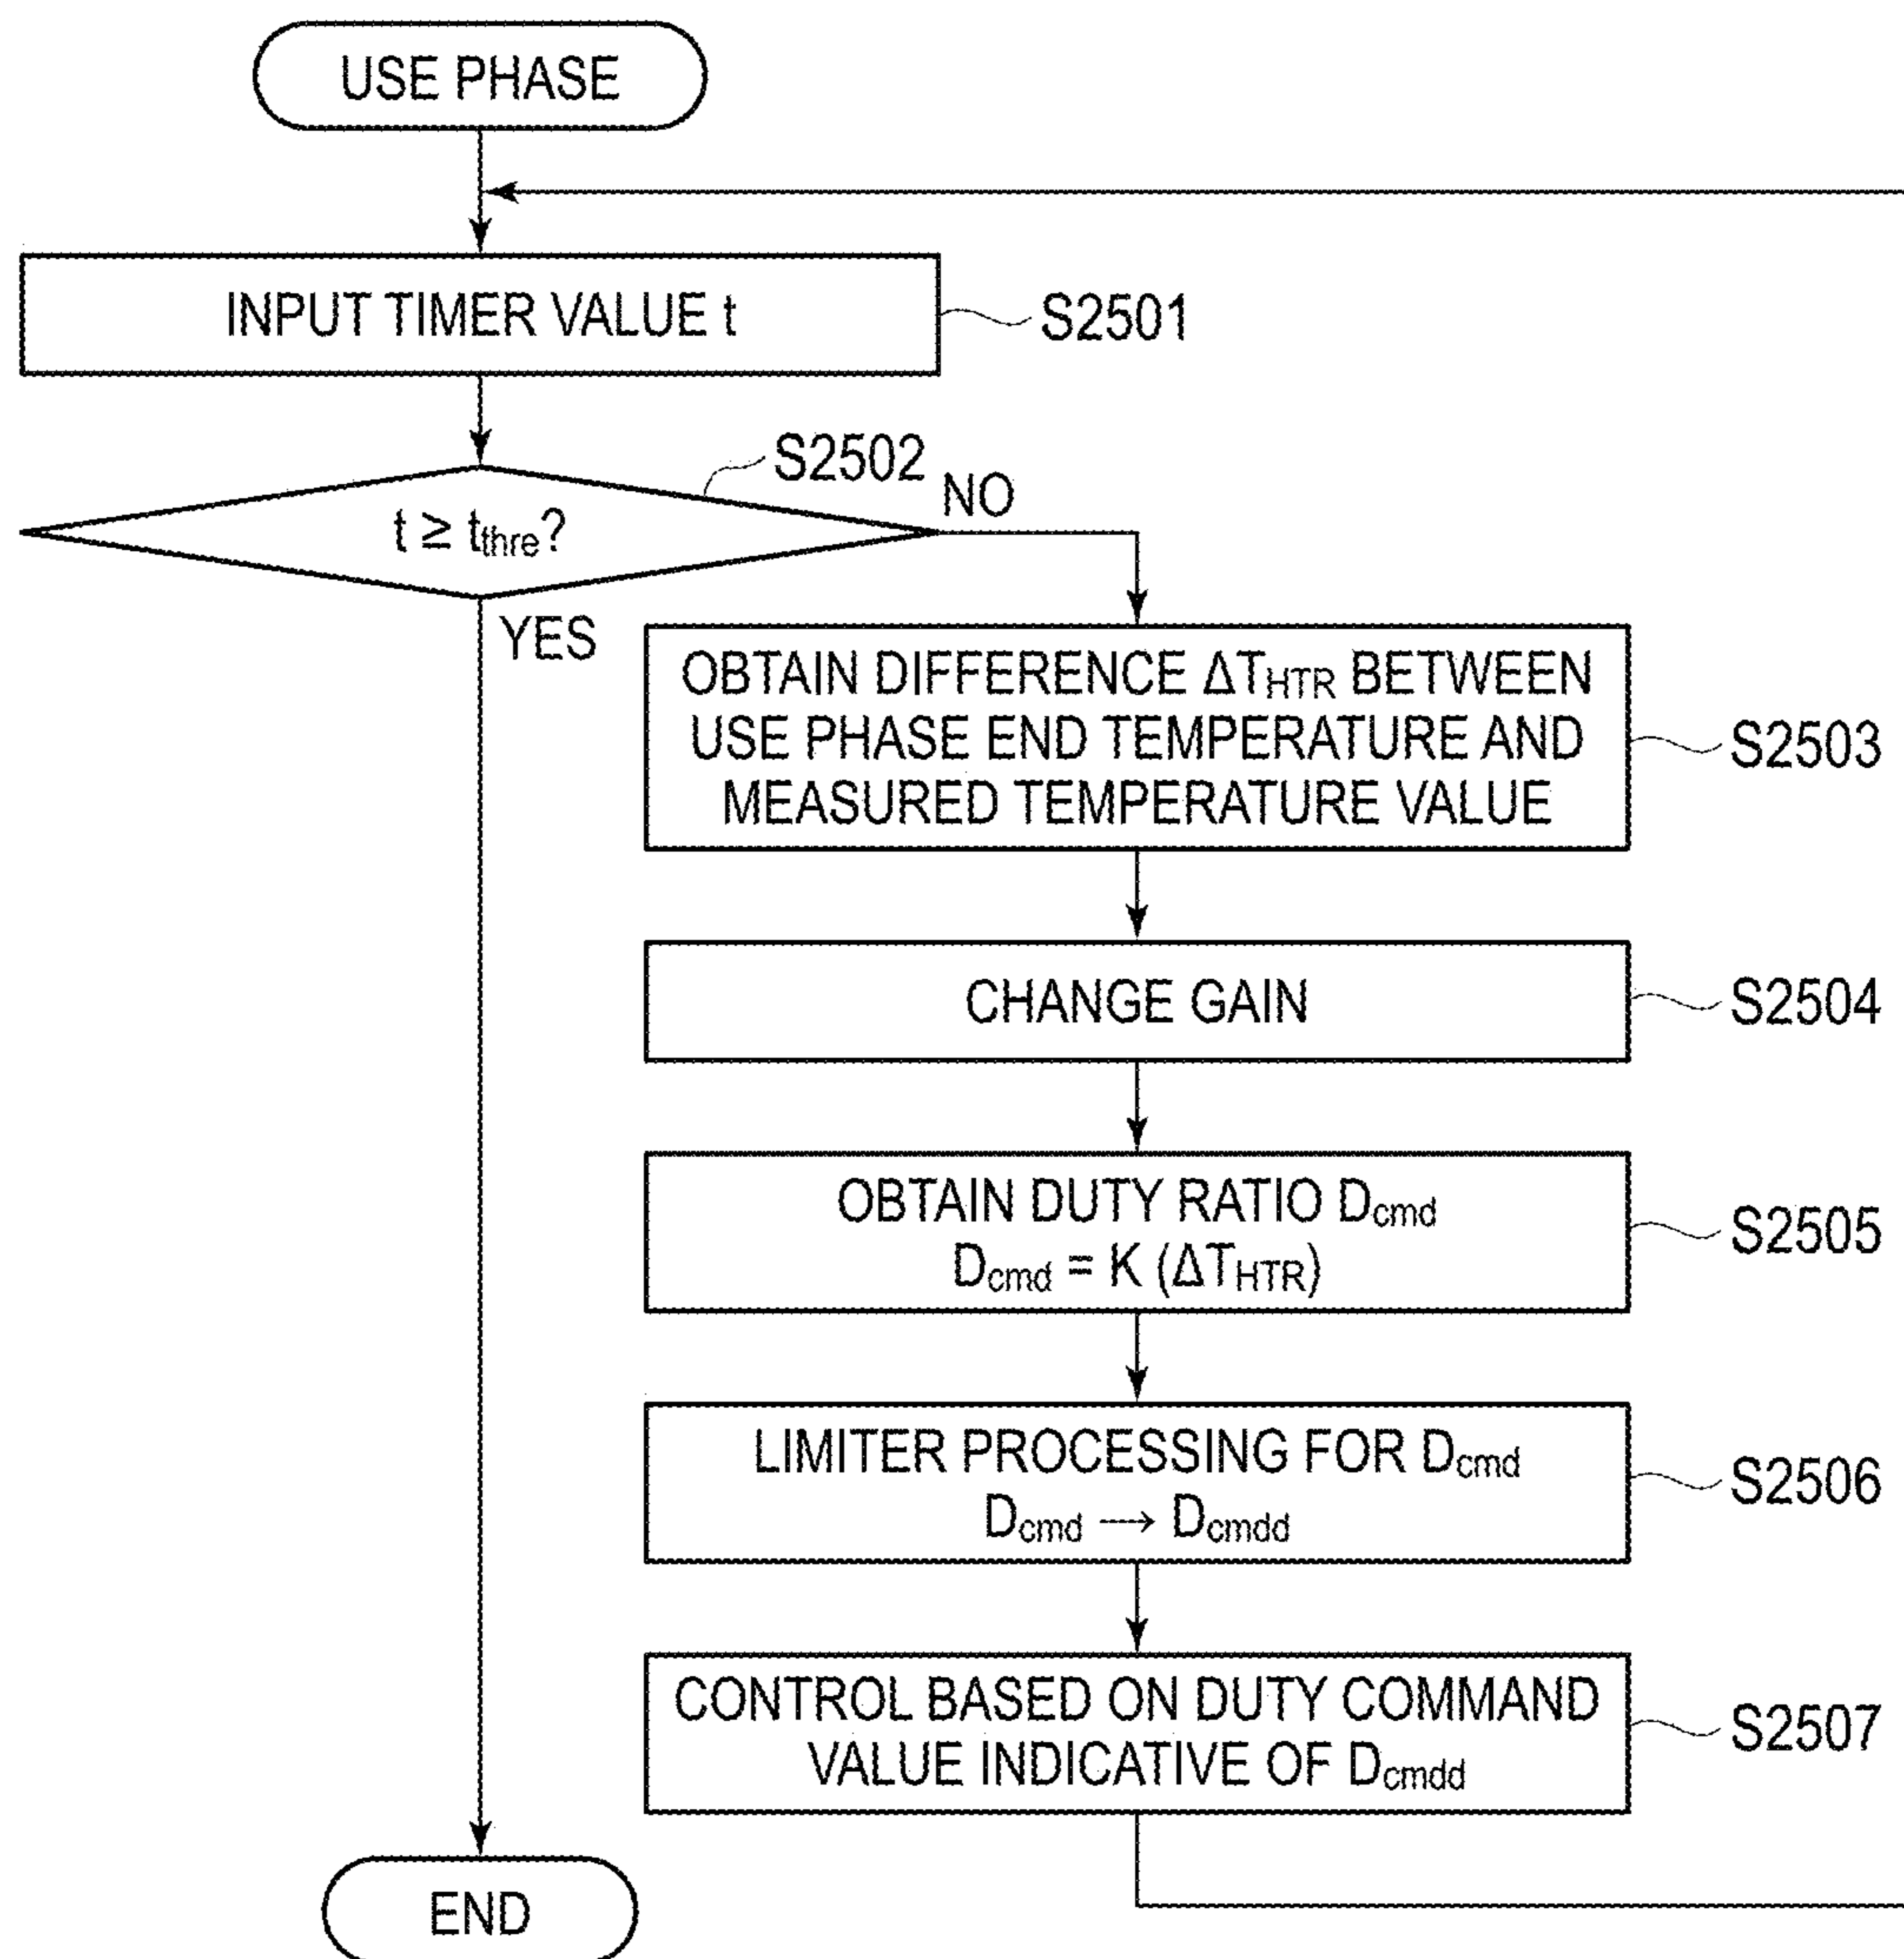 USE PHASE
INPUT TIMER VALUE t
S2501
S2502
t ≥ tthre?
NO
YES
OBTAIN DIFFERENCE ΔTHTR BETWEEN
USE PHASE END TEMPERATURE AND
MEASURED TEMPERATURE VALUE
S2503
CHANGE GAIN
S2504
OBTAIN DUTY RATIO Dcmd
Dcmd = K (ΔTHTR)
S2505
LIMITER PROCESSING FOR Dcmd
Dcmd → Dcmdd
S2506
CONTROL BASED ON DUTY COMMAND
VALUE INDICATIVE OF Dcmdd
S2507
END